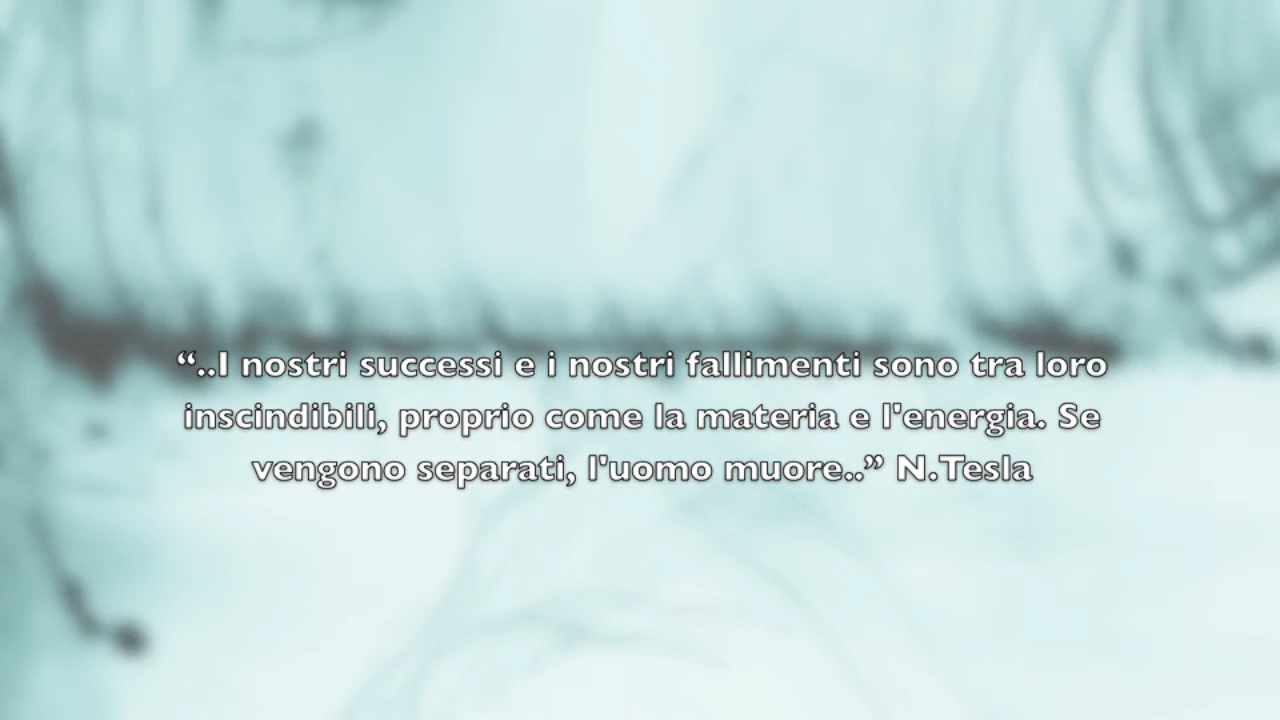 “..I nostri successi e i nostri fallimenti sono tra loro
inscindibili, proprio come la materia e l'energia. Se
vengono separati, l'uomo muore..” N.Tesla